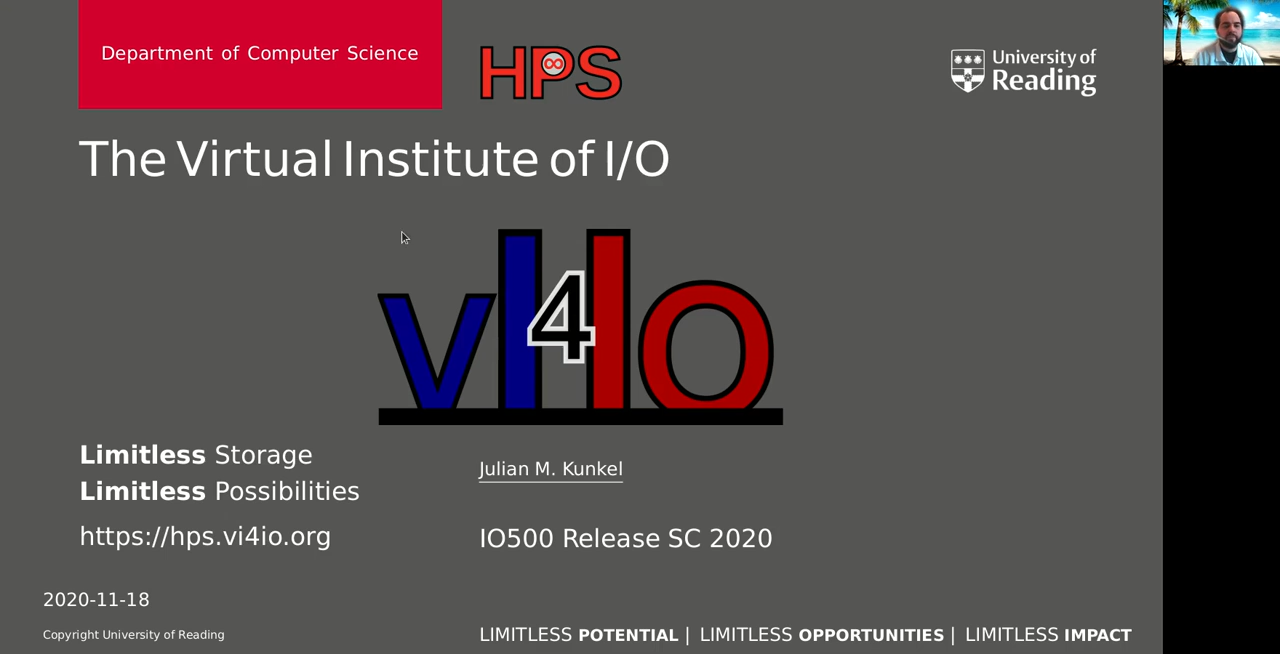 Department of Computer Science
HPS
University of
Reading
The Virtual Institute of I/O
vI4Io
Limitless Storage
Limitless Possibilities
https://hps.vi4io.org
Julian M. Kunkel
IO500 Release SC 2020
2020-11-18
Copyright University of Reading
LIMITLESS POTENTIAL | LIMITLESS OPPORTUNITIES | LIMITLESS IMPACT